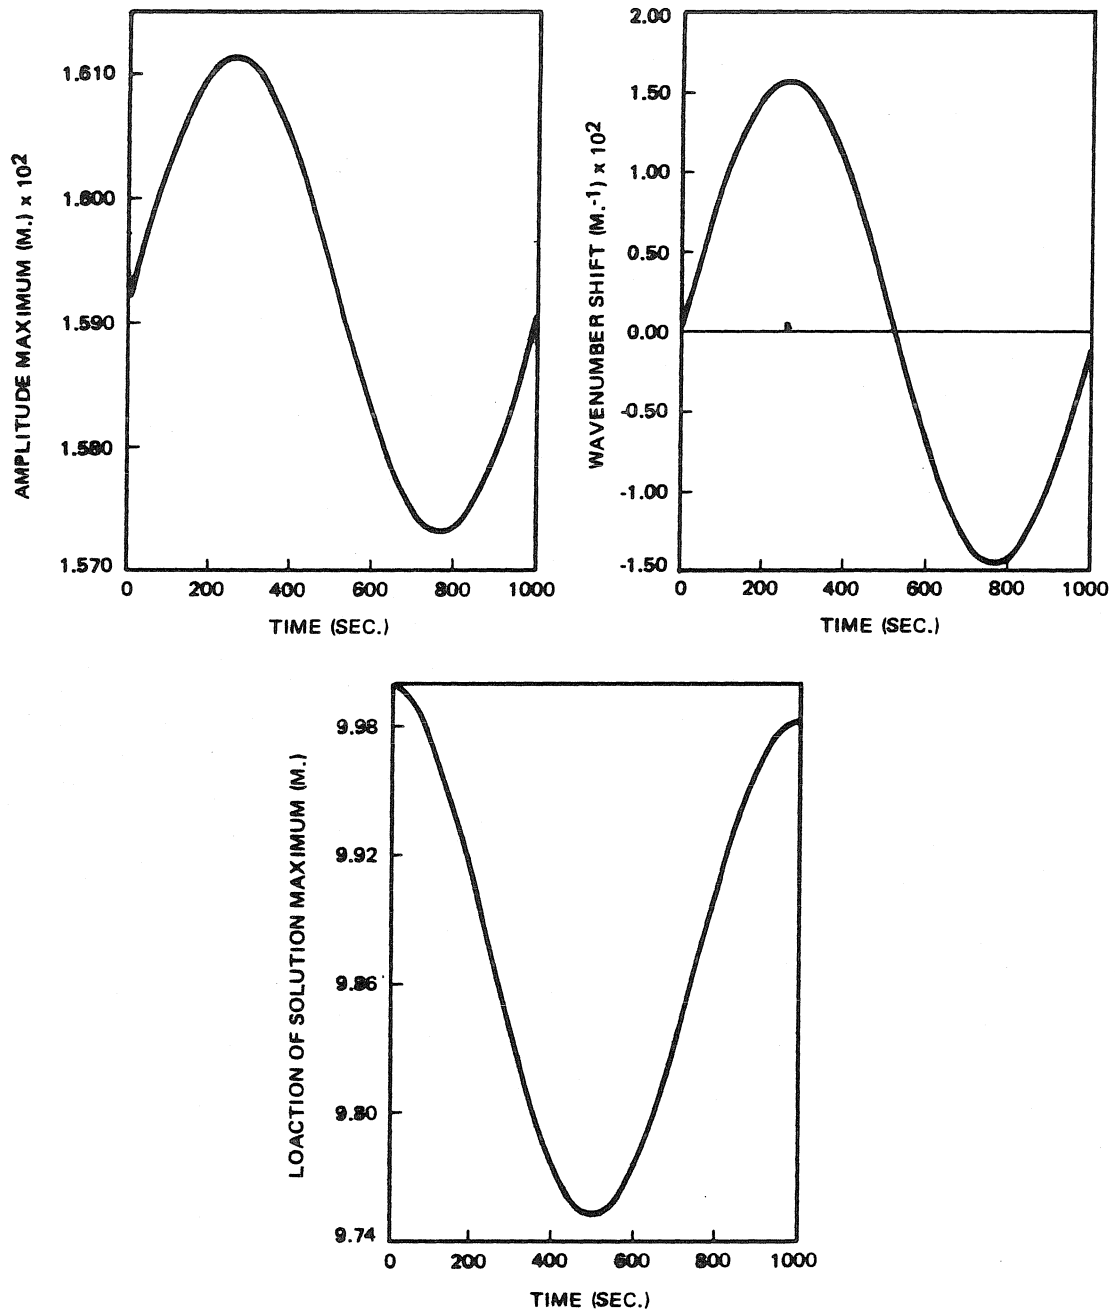 AMPLITUDE MAXIMUM (M.) x 10²
1.610
1.600
1.590
1.580
1.570
0 200 400 600 800 1000
TIME (SEC.)
WAVENUMBER SHIFT (M.⁻¹) x 10²
2.00
1.50
1.00
0.50
0.00
-0.50
-1.00
-1.50
0 200 400 600 800 1000
TIME (SEC.)
LOACTION OF SOLUTION MAXIMUM (M.)
9.98
9.92
9.86
9.80
9.74
0 200 400 600 800 1000
TIME (SEC.)